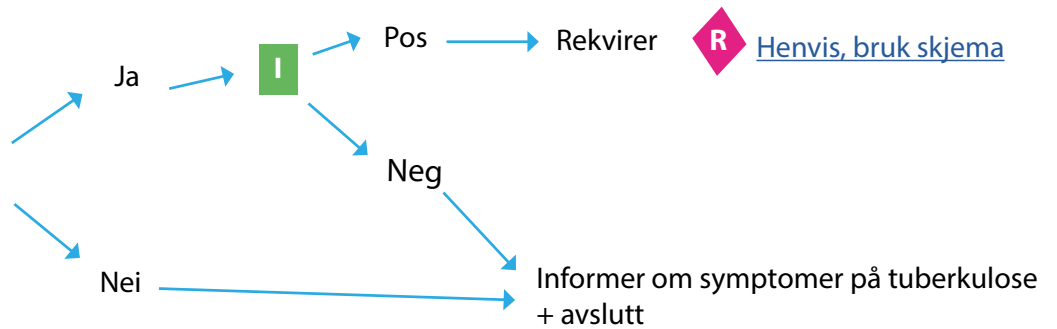 Pos
Rekvirer
R
Henvis, bruk skjema
Ja
I
Neg
Nei
Informer om symptomer på tuberkulose
+ avslutt